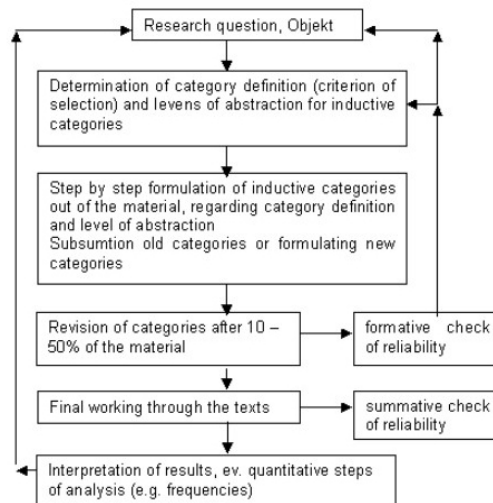 Research question, Objekt
Determination of category definition (criterion of
selection) and levens of abstraction for inductive
categories
Step by step formulation of inductive categories
out of the material, regarding category definition
and level of abstraction
Subsumtion old categories or formulating new
categories
Revision of categories after 10 –
50% of the material
formative check
of reliability
Final working through the texts
summative check
of reliability
Interpretation of results, ev. quantitative steps
of analysis (e.g. frequencies)